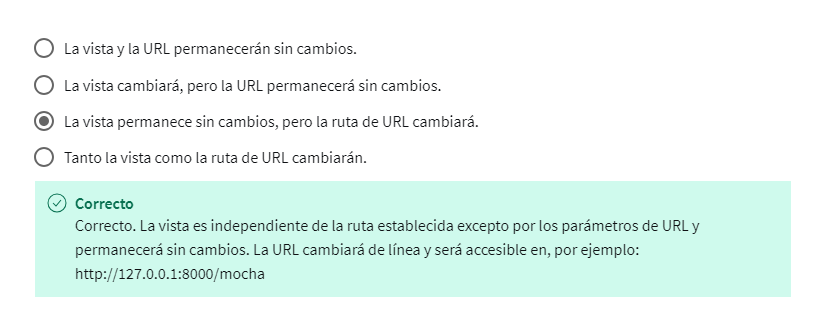 La vista y la URL permanecerán sin cambios.
La vista cambiará, pero la URL permanecerá sin cambios.
La vista permanece sin cambios, pero la ruta de URL cambiará.
Tanto la vista como la ruta de URL cambiarán.
Correcto
Correcto. La vista es independiente de la ruta establecida excepto por los parámetros de URL y
permanecerá sin cambios. La URL cambiará de línea y será accesible en, por ejemplo:
http://127.0.0.1:8000/mocha